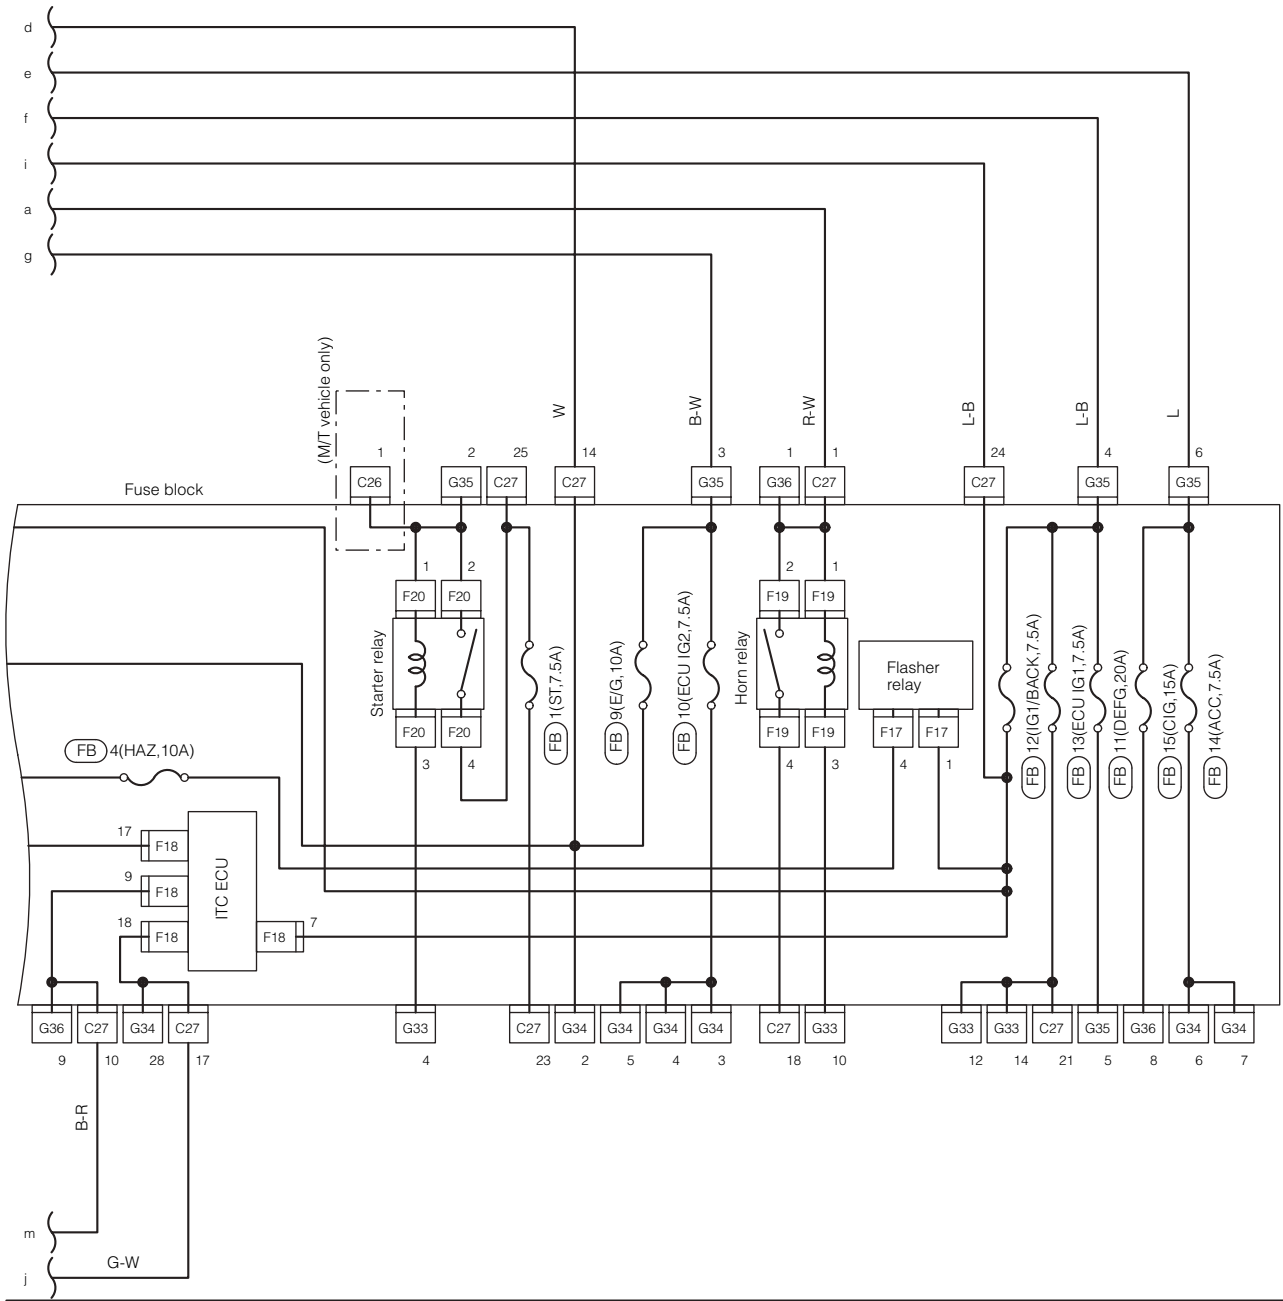 d
e
f
i
a
g
(M/T vehicle only)
W
B-W
R-W
L-B
L-B
L
1 2 25 14 3 1 1 24 4 6
C26 G35 C27 C27 G35 G36 C27 C27 G35 G35
Fuse block
1 2 2 1
F20 F20 F19 F19
Starter relay
Horn relay
Flasher
relay
F20 F20 F19 F19 F17 F17
3 4 4 3 4 1
FB 4(HAZ,10A)
FB 1(ST,7.5A)
FB 9(E/G,10A)
FB 10(ECU IG2,7.5A)
FB 12(IG1/BACK,7.5A)
FB 13(ECU IG1,7.5A)
FB 11(DEFG,20A)
FB 15(CIG,15A)
FB 14(ACC,7.5A)
17 F18
9 F18
18 F18
ITC ECU
F18 7
G36 C27 G34 C27 G33 C27 G34 G34 G34 G34 C27 G33 G33 G33 C27 G35 G36 G34 G34
9 10 28 17 4 23 2 5 4 3 18 10 12 14 21 5 8 6 7
B-R
m
G-W
j